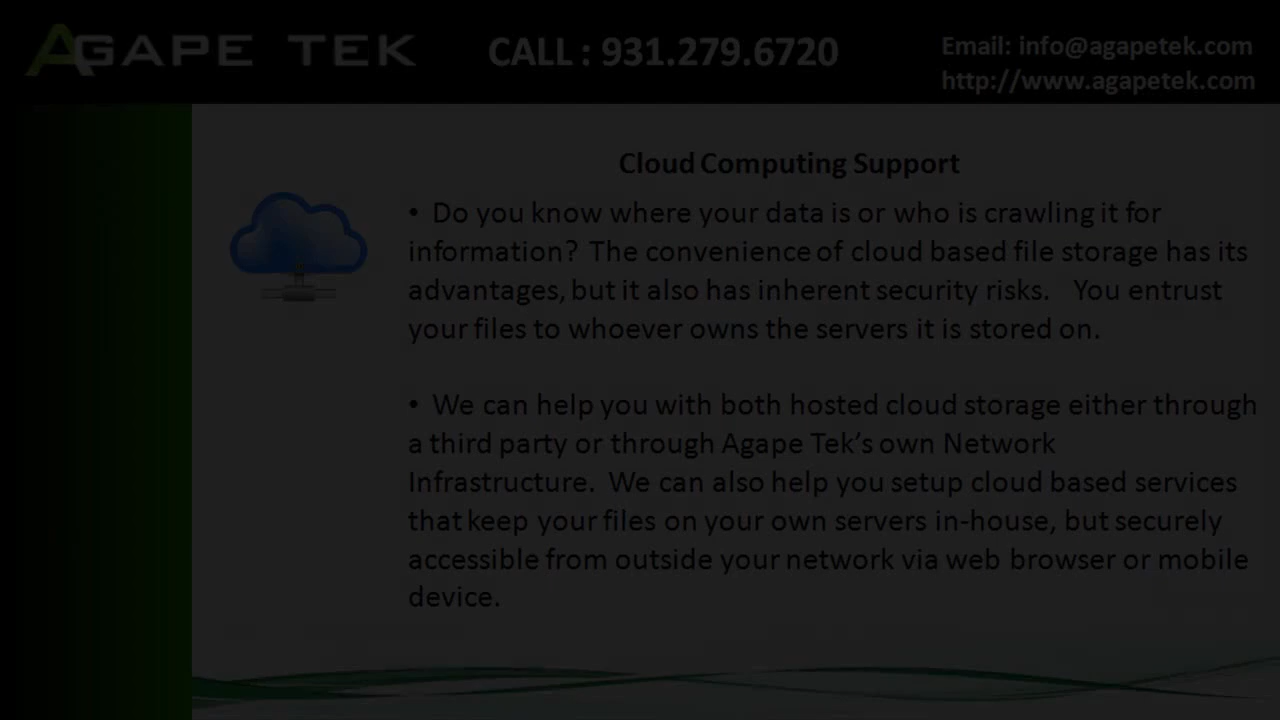 AGAPE TEK
CALL : 931.279.6720
Email: info@agapetek.com
http://www.agapetek.com
Cloud Computing Support
• Do you know where your data is or who is crawling it for
information? The convenience of cloud based file storage has its
advantages, but it also has inherent security risks. You entrust
your files to whoever owns the servers it is stored on.
• We can help you with both hosted cloud storage either through
a third party or through Agape Tek’s own Network
Infrastructure. We can also help you setup cloud based services
that keep your files on your own servers in-house, but securely
accessible from outside your network via web browser or mobile
device.